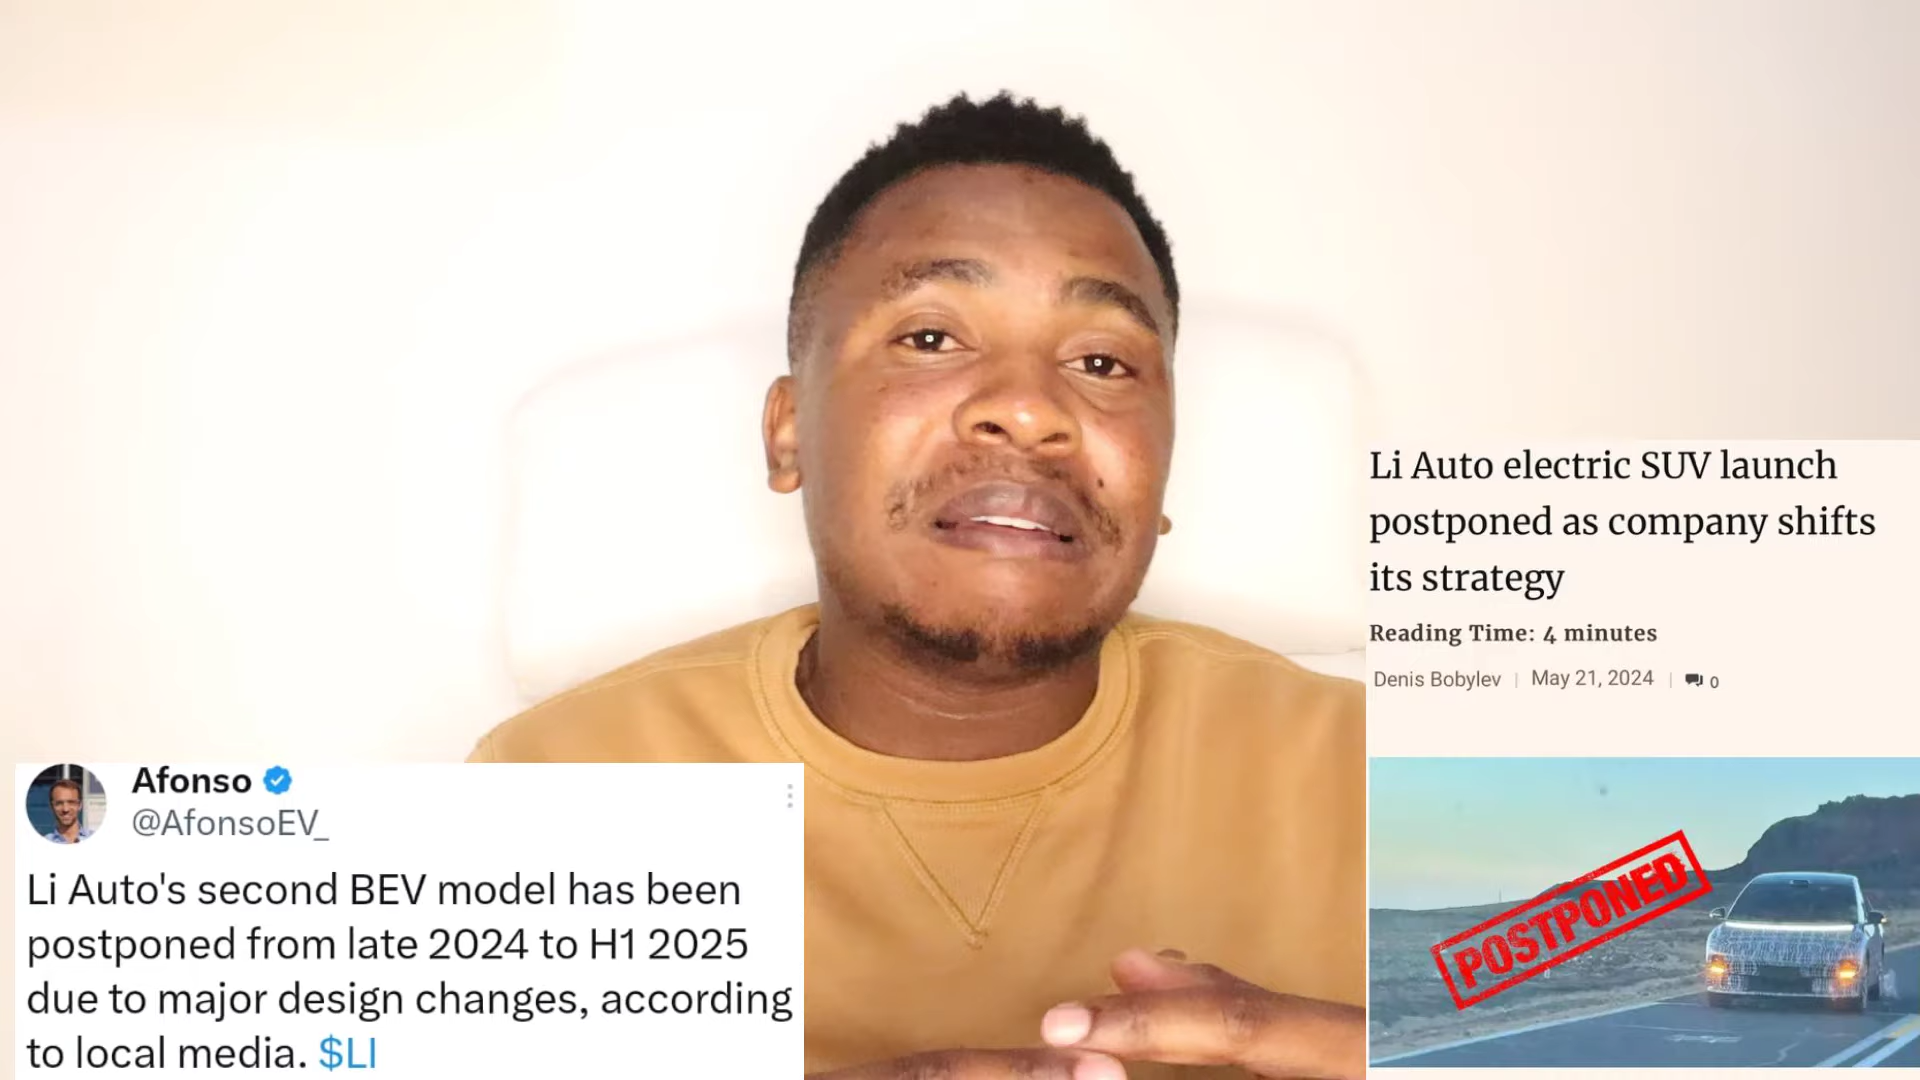 Li Auto electric SUV launch
postponed as company shifts
its strategy
Reading Time: 4 minutes
Denis Bobylev | May 21, 2024 | 0
POSTPONED
Afonso
@AfonsoEV_
Li Auto's second BEV model has been
postponed from late 2024 to H1 2025
due to major design changes, according
to local media. $LI